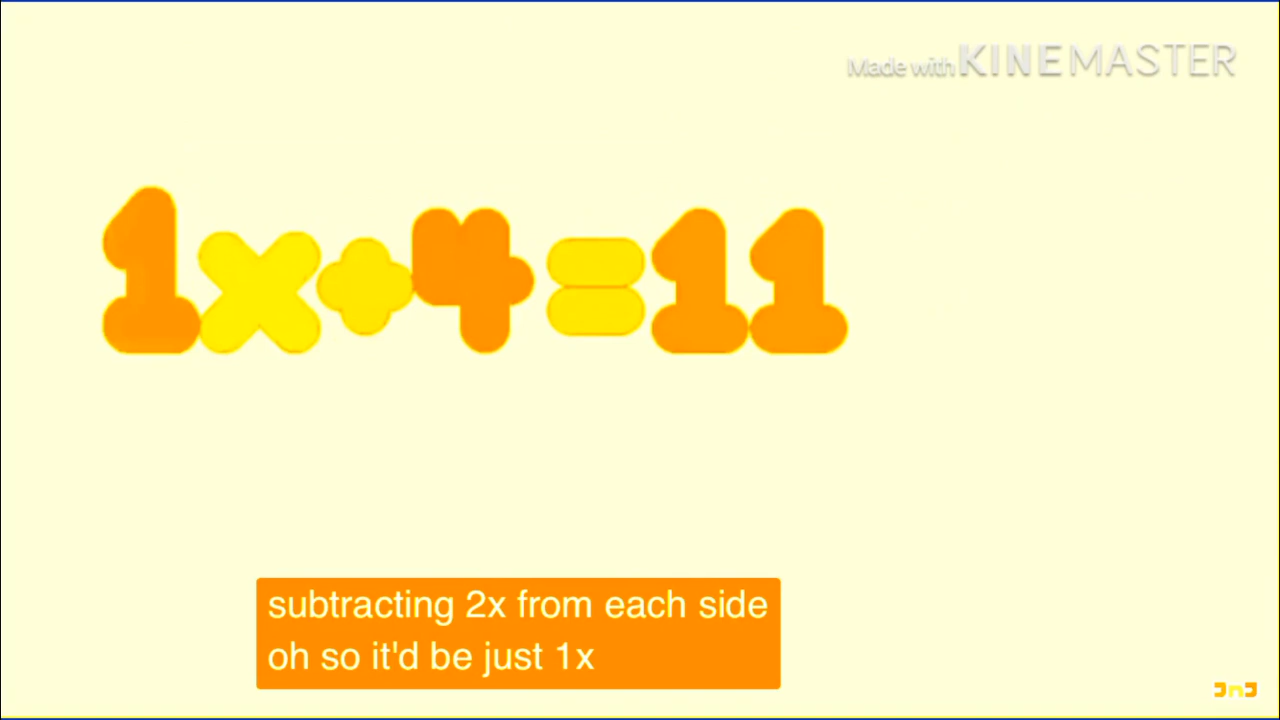 Made with KINEMASTER
1x+4=11
subtracting 2x from each side
oh so it'd be just 1x